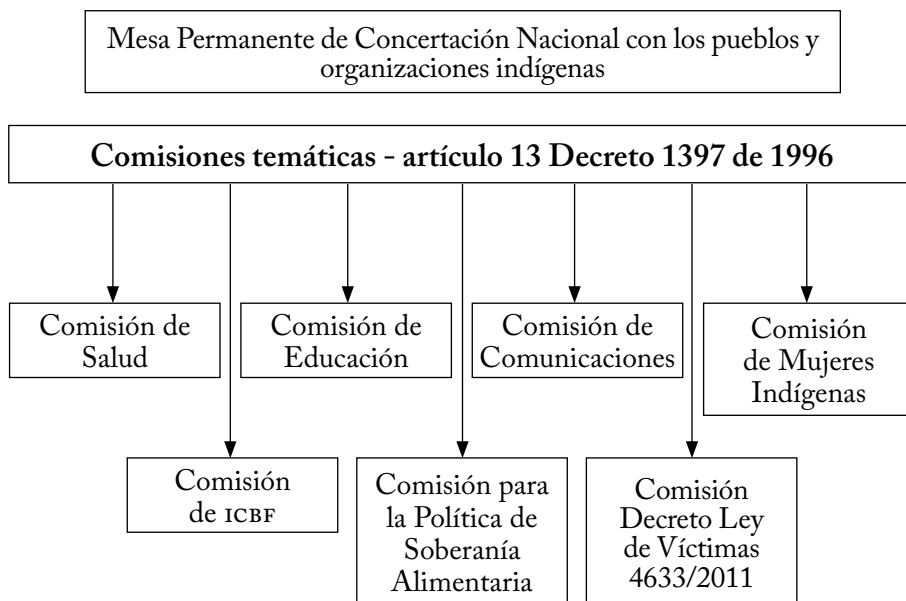 Mesa Permanente de Concertación Nacional con los pueblos y
organizaciones indígenas
Comisiones temáticas - artículo 13 Decreto 1397 de 1996
Comisión de
Salud
Comisión de
Educación
Comisión de
Comunicaciones
Comisión
de Mujeres
Indígenas
Comisión
de ICBF
Comisión para
la Política de
Soberanía
Alimentaria
Comisión
Decreto Ley
de Víctimas
4633/2011